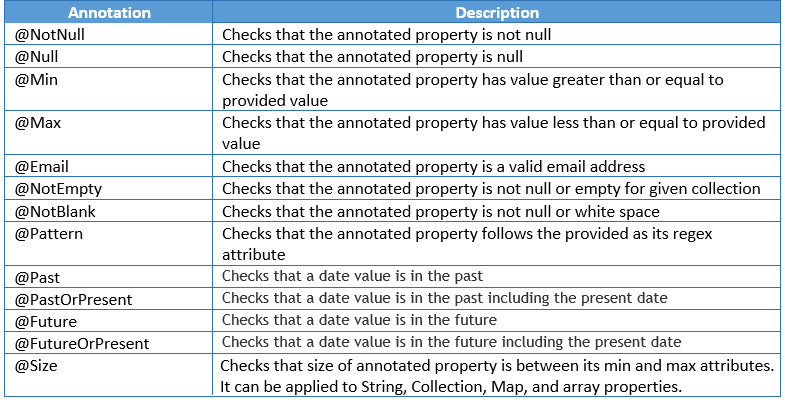 Annotation Description
@NotNull Checks that the annotated property is not null
@Null Checks that the annotated property is null
@Min Checks that the annotated property has value greater than or equal to
provided value
@Max Checks that the annotated property has value less than or equal to provided
value
@Email Checks that the annotated property is a valid email address
@NotEmpty Checks that the annotated property is not null or empty for given collection
@NotBlank Checks that the annotated property is not null or white space
@Pattern Checks that the annotated property follows the provided as its regex
attribute
@Past Checks that a date value is in the past
@PastOrPresent Checks that a date value is in the past including the present date
@Future Checks that a date value is in the future
@FutureOrPresent Checks that a date value is in the future including the present date
@Size Checks that size of annotated property is between its min and max attributes.
It can be applied to String, Collection, Map, and array properties.